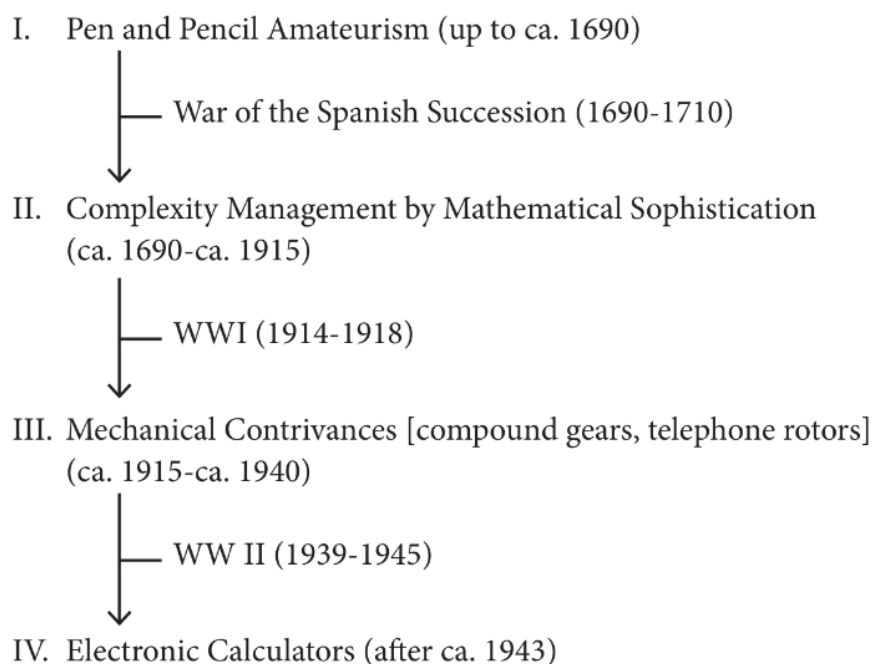 I. Pen and Pencil Amateurism (up to ca. 1690)
War of the Spanish Succession (1690-1710)
II. Complexity Management by Mathematical Sophistication
(ca. 1690-ca. 1915)
WWI (1914-1918)
III. Mechanical Contrivances [compound gears, telephone rotors]
(ca. 1915-ca. 1940)
WW II (1939-1945)
IV. Electronic Calculators (after ca. 1943)